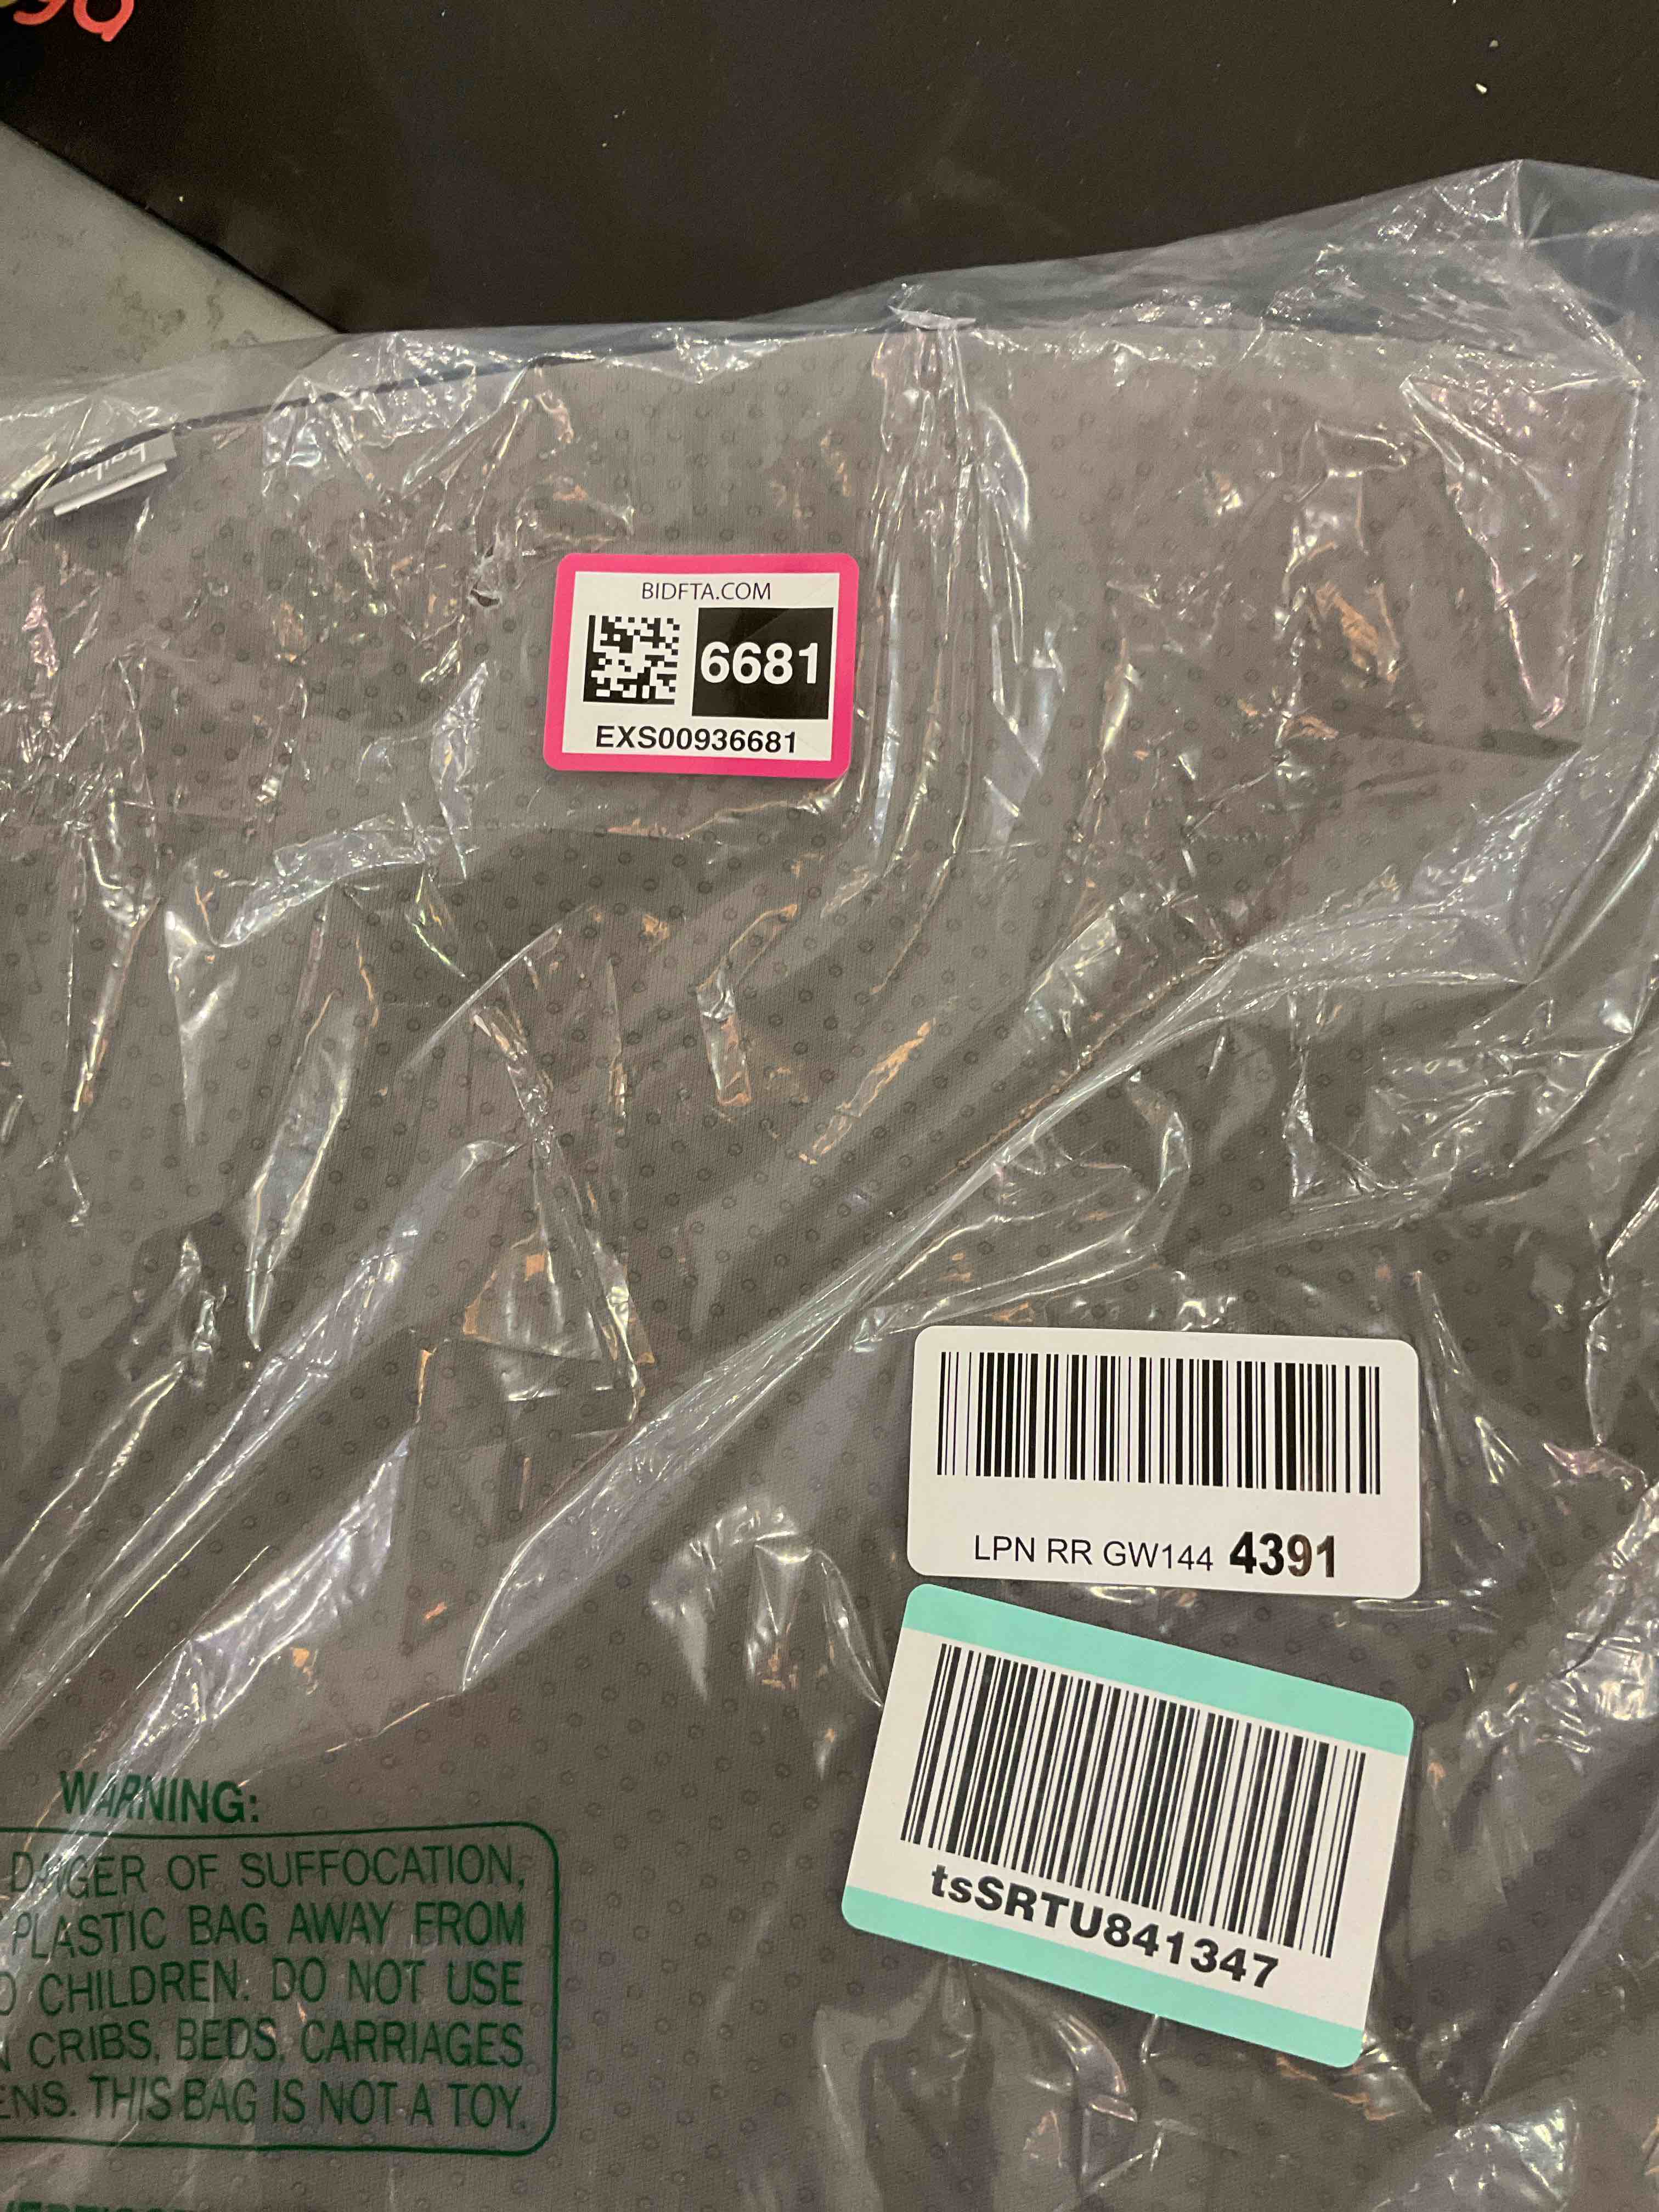 BIDFTA.COM
6681
EXS00936681
LPN RR GW144 4391
tsSRTU841347
WARNING:
DANGER OF SUFFOCATION,
PLASTIC BAG AWAY FROM
CHILDREN. DO NOT USE
CRIBS, BEDS, CARRIAGES
ENS. THIS BAG IS NOT A TOY.